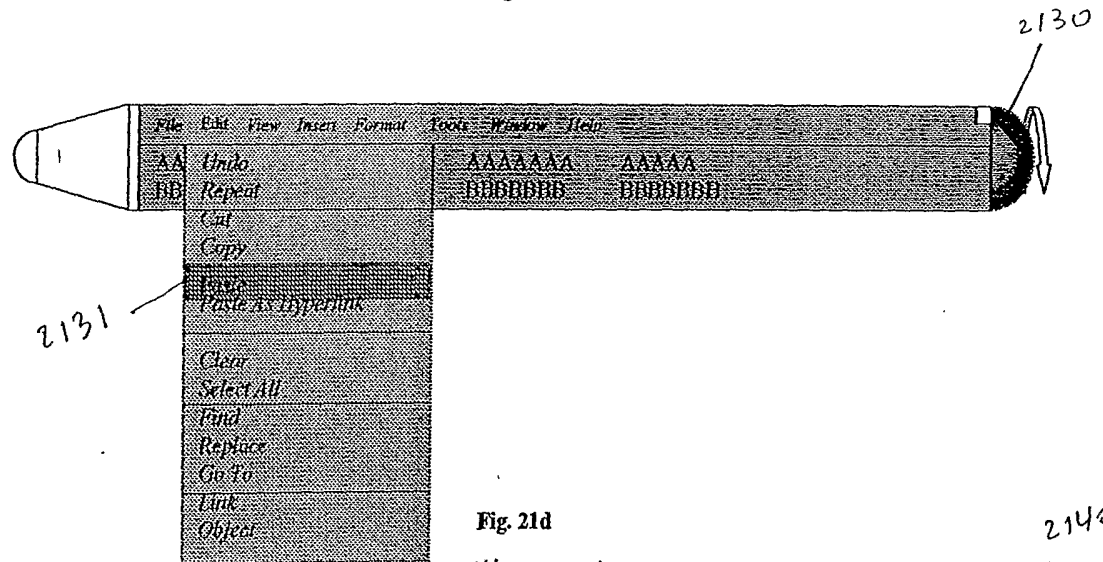 2130
File Edit View Insert Format Tools Window Help
AA Undo AAAAAAA AAAAA
BB Repeat BBBBBBB BBBBBBB
Cut
Copy
Paste
Paste As Hyperlink
2131
Clear
Select All
Find
Replace
Go To
Link
Object
Fig. 21d